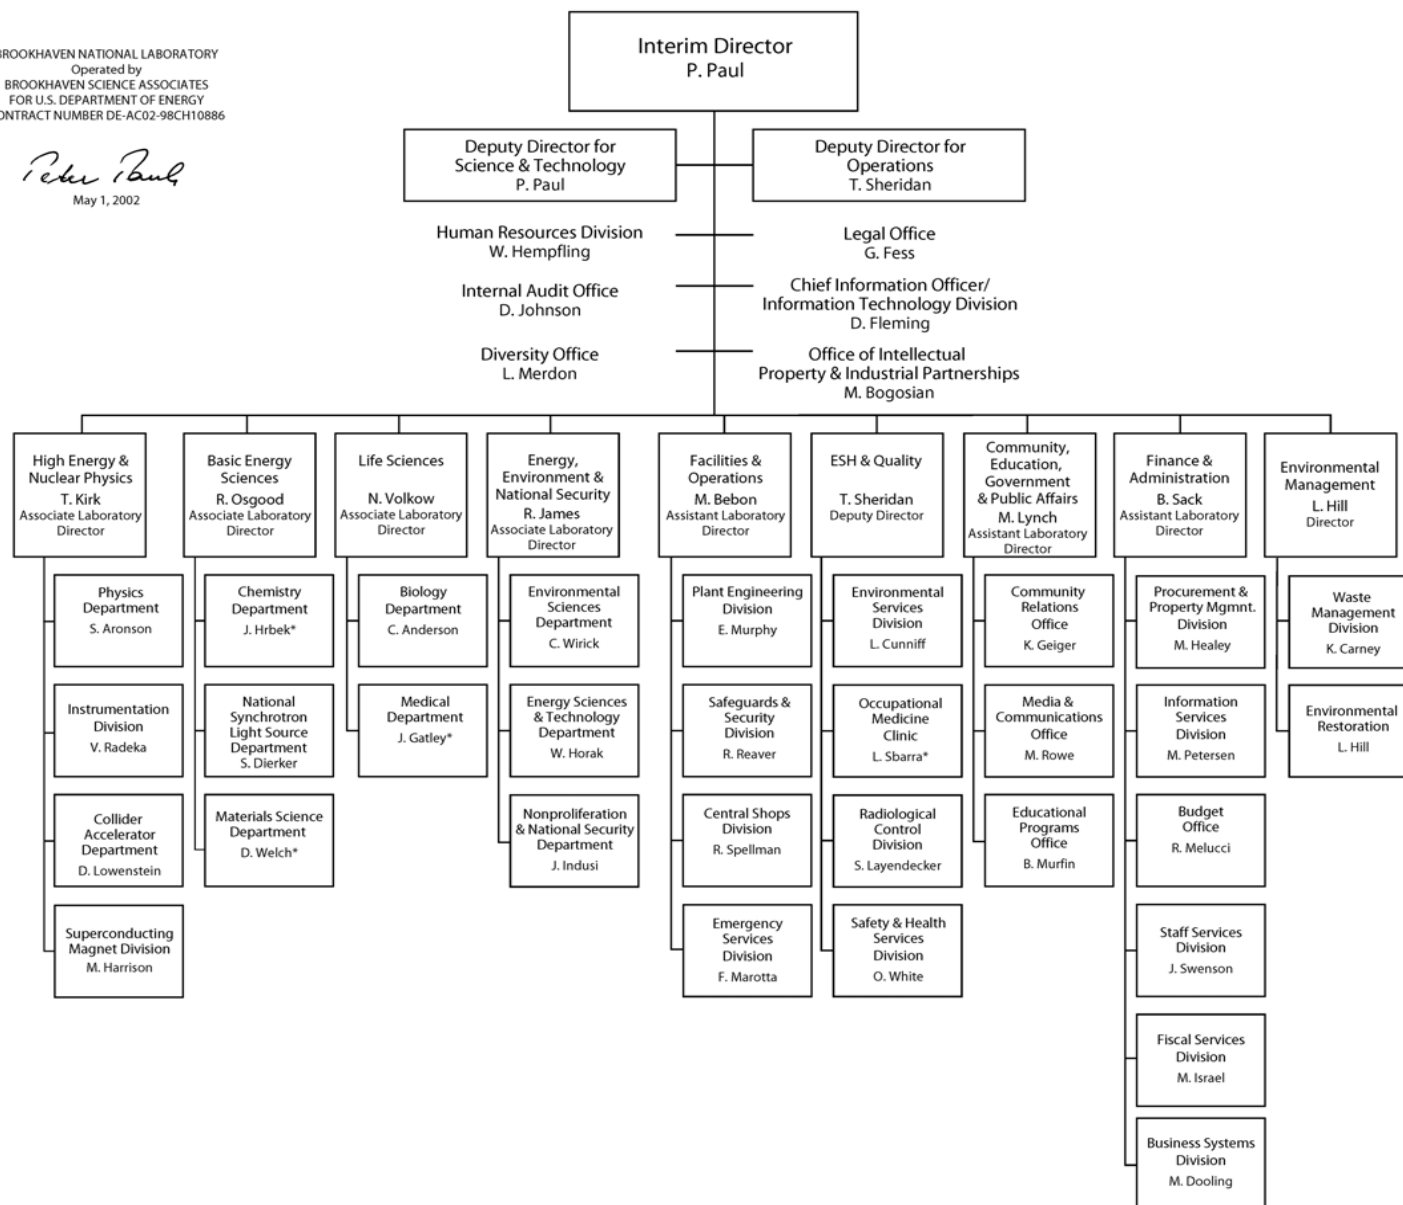 BROOKHAVEN NATIONAL LABORATORY
Operated by
BROOKHAVEN SCIENCE ASSOCIATES
FOR U.S. DEPARTMENT OF ENERGY
ONTRACT NUMBER DE-AC02-98CH10886
Peter Paul
May 1, 2002
Interim Director
P. Paul
Deputy Director for
Science & Technology
P. Paul
Deputy Director for
Operations
T. Sheridan
Human Resources Division
W. Hempfling
Legal Office
G. Fess
Internal Audit Office
D. Johnson
Chief Information Officer/
Information Technology Division
D. Fleming
Diversity Office
L. Merdon
Office of Intellectual
Property & Industrial Partnerships
M. Bogosian
High Energy &
Nuclear Physics
T. Kirk
Associate Laboratory
Director
Physics
Department
S. Aronson
Instrumentation
Division
V. Radeka
Collider
Accelerator
Department
D. Lowenstein
Superconducting
Magnet Division
M. Harrison
Basic Energy
Sciences
R. Osgood
Associate Laboratory
Director
Chemistry
Department
J. Hrbek*
National
Synchrotron
Light Source
Department
S. Dierker
Materials Science
Department
D. Welch*
Life Sciences
N. Volkow
Associate Laboratory
Director
Biology
Department
C. Anderson
Medical
Department
J. Gatley*
Energy,
Environment &
National Security
R. James
Associate Laboratory
Director
Environmental
Sciences
Department
C. Wirick
Energy Sciences
& Technology
Department
W. Horak
Nonproliferation
& National Security
Department
J. Indusi
Facilities &
Operations
M. Bebon
Assistant Laboratory
Director
Plant Engineering
Division
E. Murphy
Safeguards &
Security
Division
R. Reaver
Central Shops
Division
R. Spellman
Emergency
Services
Division
F. Marotta
ESH & Quality
T. Sheridan
Deputy Director
Environmental
Services
Division
L. Cunniff
Occupational
Medicine
Clinic
L. Sbarra*
Radiological
Control
Division
S. Layendecker
Safety & Health
Services
Division
O. White
Community,
Education,
Government
& Public Affairs
M. Lynch
Assistant Laboratory
Director
Community
Relations
Office
K. Geiger
Media &
Communications
Office
M. Rowe
Educational
Programs
Office
B. Murfin
Finance &
Administration
B. Sack
Assistant Laboratory
Director
Procurement &
Property Mgmnt.
Division
M. Healey
Information
Services
Division
M. Petersen
Budget
Office
R. Melucci
Staff Services
Division
J. Swenson
Fiscal Services
Division
M. Israel
Business Systems
Division
M. Dooling
Environmental
Management
L. Hill
Director
Waste
Management
Division
K. Carney
Environmental
Restoration
L. Hill